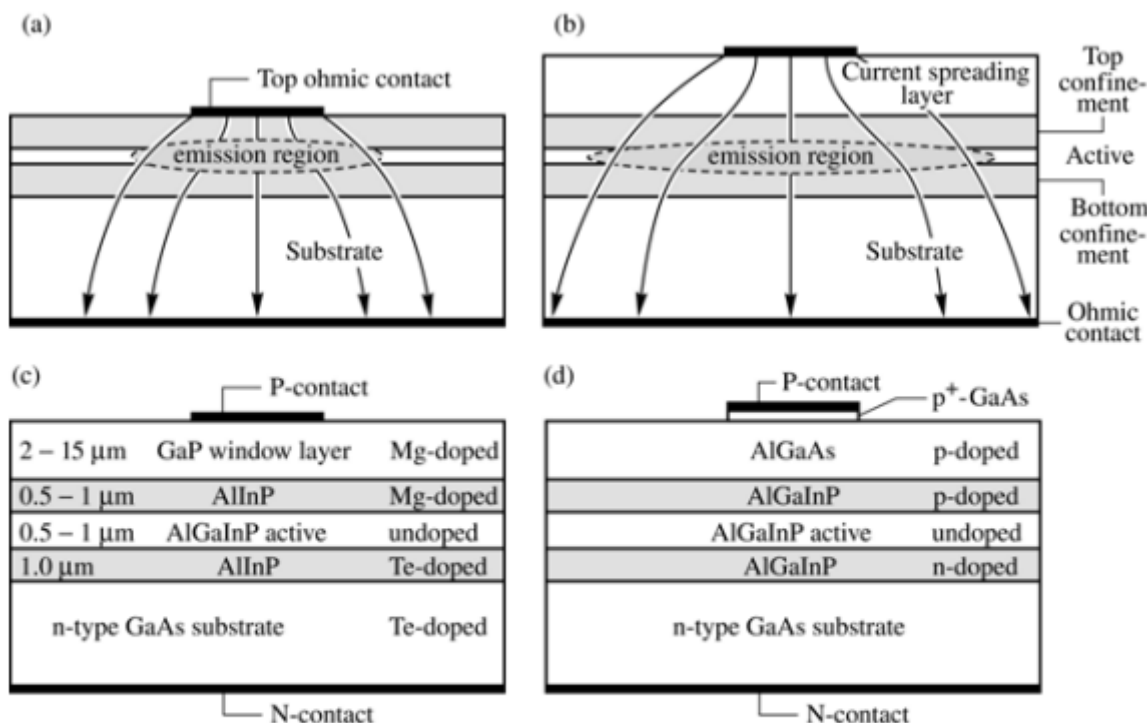 (a)
Top ohmic contact
emission region
Substrate
(b)
Current spreading
layer
emission region
Substrate
Top
confine-
ment
Active
Bottom
confine-
ment
Ohmic
contact
(c)
P-contact
2 – 15 μm GaP window layer Mg-doped
0.5 – 1 μm AlInP Mg-doped
0.5 – 1 μm AlGaInP active undoped
1.0 μm AlInP Te-doped
n-type GaAs substrate Te-doped
N-contact
(d)
P-contact
p+-GaAs
AlGaAs p-doped
AlGaInP p-doped
AlGaInP active undoped
AlGaInP n-doped
n-type GaAs substrate
N-contact